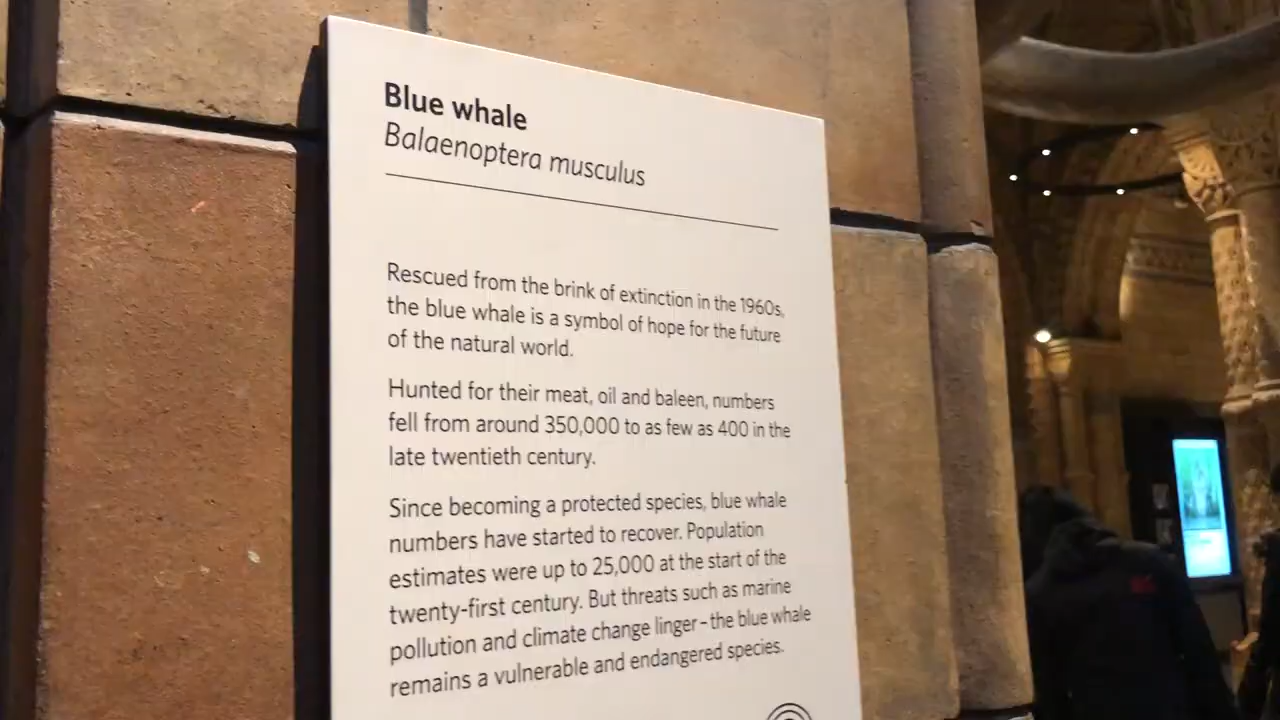 Blue whale
Balaenoptera musculus
Rescued from the brink of extinction in the 1960s,
the blue whale is a symbol of hope for the future
of the natural world.
Hunted for their meat, oil and baleen, numbers
fell from around 350,000 to as few as 400 in the
late twentieth century.
Since becoming a protected species, blue whale
numbers have started to recover. Population
estimates were up to 25,000 at the start of the
twenty-first century. But threats such as marine
pollution and climate change linger – the blue whale
remains a vulnerable and endangered species.